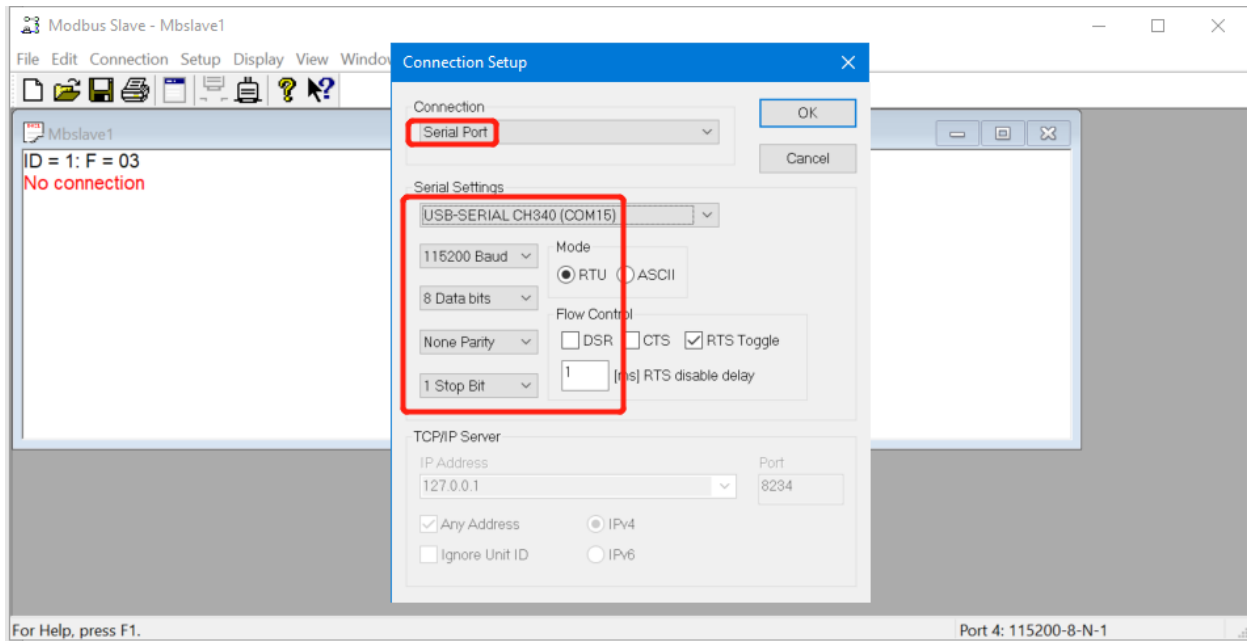 Modbus Slave - Mbslave1
File Edit Connection Setup Display View Window
Connection Setup
Connection
Serial Port
OK
Cancel
Mbslave1
ID = 1: F = 03
No connection
Serial Settings
USB-SERIAL CH340 (COM15)
115200 Baud
Mode
RTU ASCII
8 Data bits
Flow Control
None Parity
DSR CTS RTS Toggle
1 Stop Bit
1 [ms] RTS disable delay
TCP/IP Server
IP Address Port
127.0.0.1 8234
Any Address IPv4
Ignore Unit ID IPv6
For Help, press F1. Port 4: 115200-8-N-1